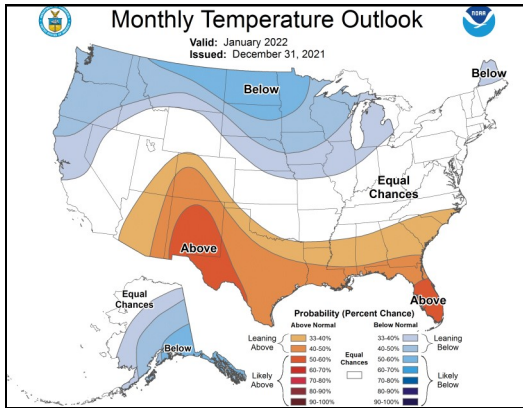 Monthly Temperature Outlook
Valid: January 2022
Issued: December 31, 2021
NOAA
Below
Below
Equal
Chances
Above
Above
Equal
Chances
Below
Probability (Percent Chance)
Above Normal
Below Normal
Leaning
Above
33-40%
40-50%
Likely
Above
50-60%
60-70%
70-80%
80-90%
90-100%
Equal
Chances
33-40%
40-50%
Leaning
Below
50-60%
60-70%
70-80%
80-90%
90-100%
Likely
Below